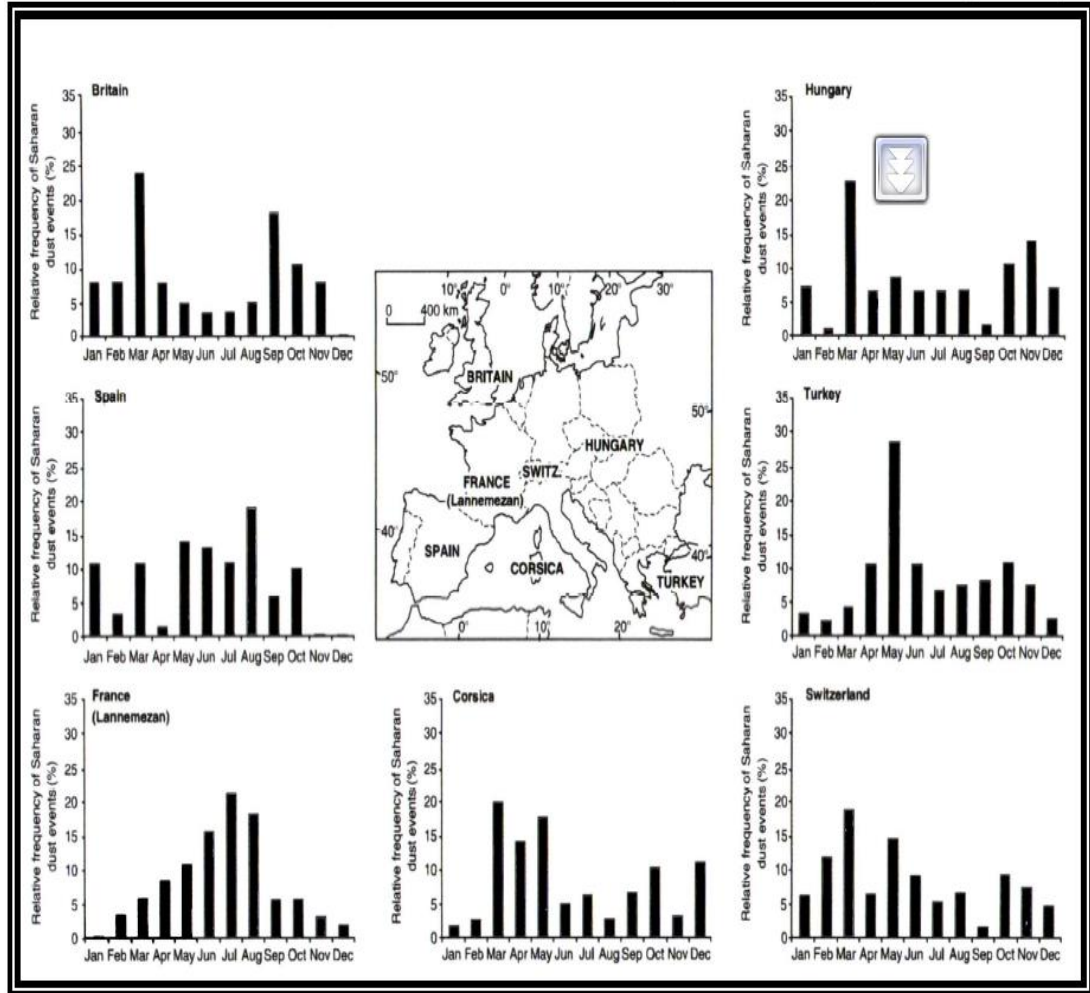 Britain
Relative frequency of Saharan
dust events (%)
35
30
25
20
15
10
5
0
Jan Feb Mar Apr May Jun Jul Aug Sep Oct Nov Dec
Hungary
Relative frequency of Saharan
dust events (%)
35
30
25
20
15
10
5
0
Jan Feb Mar Apr May Jun Jul Aug Sep Oct Nov Dec
10° 0° 10° 20° 30°
0 400 km
50°
BRITAIN
50°
HUNGARY
SWITZ.
FRANCE
(Lannemezan)
40°
SPAIN
CORSICA
40°
TURKEY
0° 10° 20°
Spain
Relative frequency of Saharan
dust events (%)
35
30
25
20
15
10
5
0
Jan Feb Mar Apr May Jun Jul Aug Sep Oct Nov Dec
Turkey
Relative frequency of Saharan
dust events (%)
35
30
25
20
15
10
5
0
Jan Feb Mar Apr May Jun Jul Aug Sep Oct Nov Dec
France
(Lannemezan)
Relative frequency of Saharan
dust events (%)
35
30
25
20
15
10
5
0
Jan Feb Mar Apr May Jun Jul Aug Sep Oct Nov Dec
Corsica
Relative frequency of Saharan
dust events (%)
35
30
25
20
15
10
5
0
Jan Feb Mar Apr May Jun Jul Aug Sep Oct Nov Dec
Switzerland
Relative frequency of Saharan
dust events (%)
35
30
25
20
15
10
5
0
Jan Feb Mar Apr May Jun Jul Aug Sep Oct Nov Dec